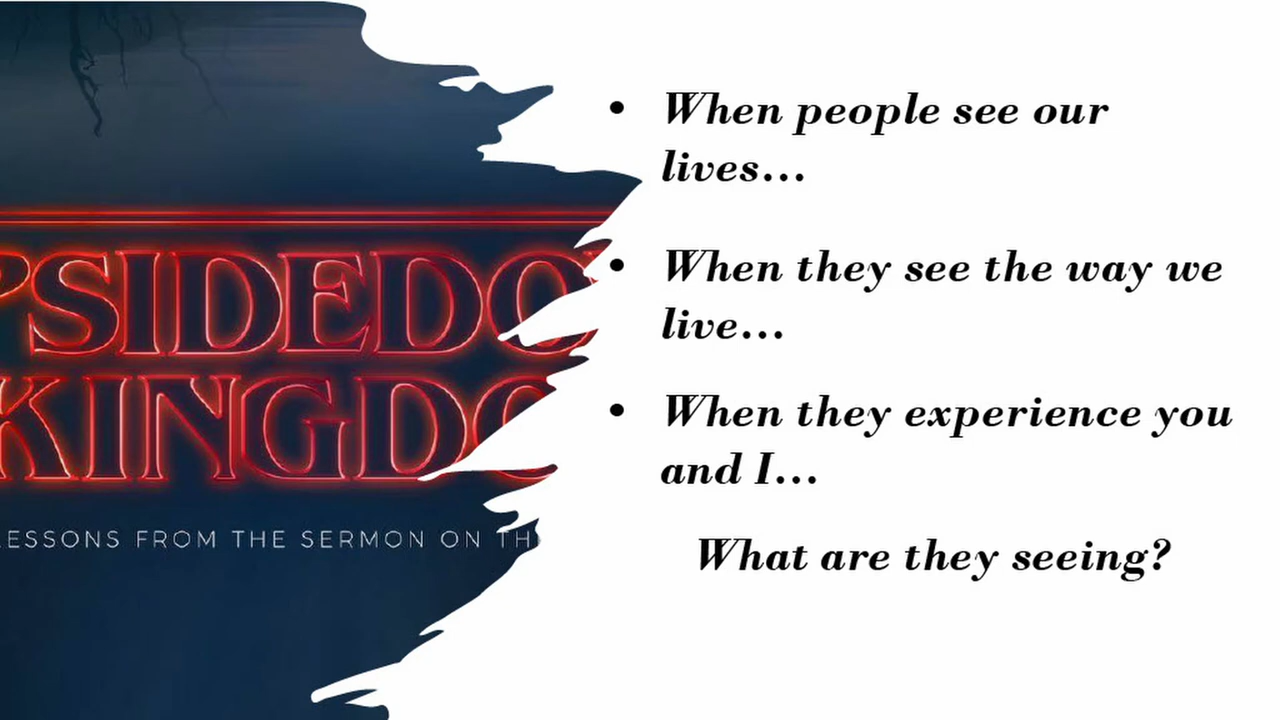 PSIDEDO
KINGDO
LESSONS FROM THE SERMON ON TH
• When people see our
lives...
• When they see the way we
live...
• When they experience you
and I...
What are they seeing?